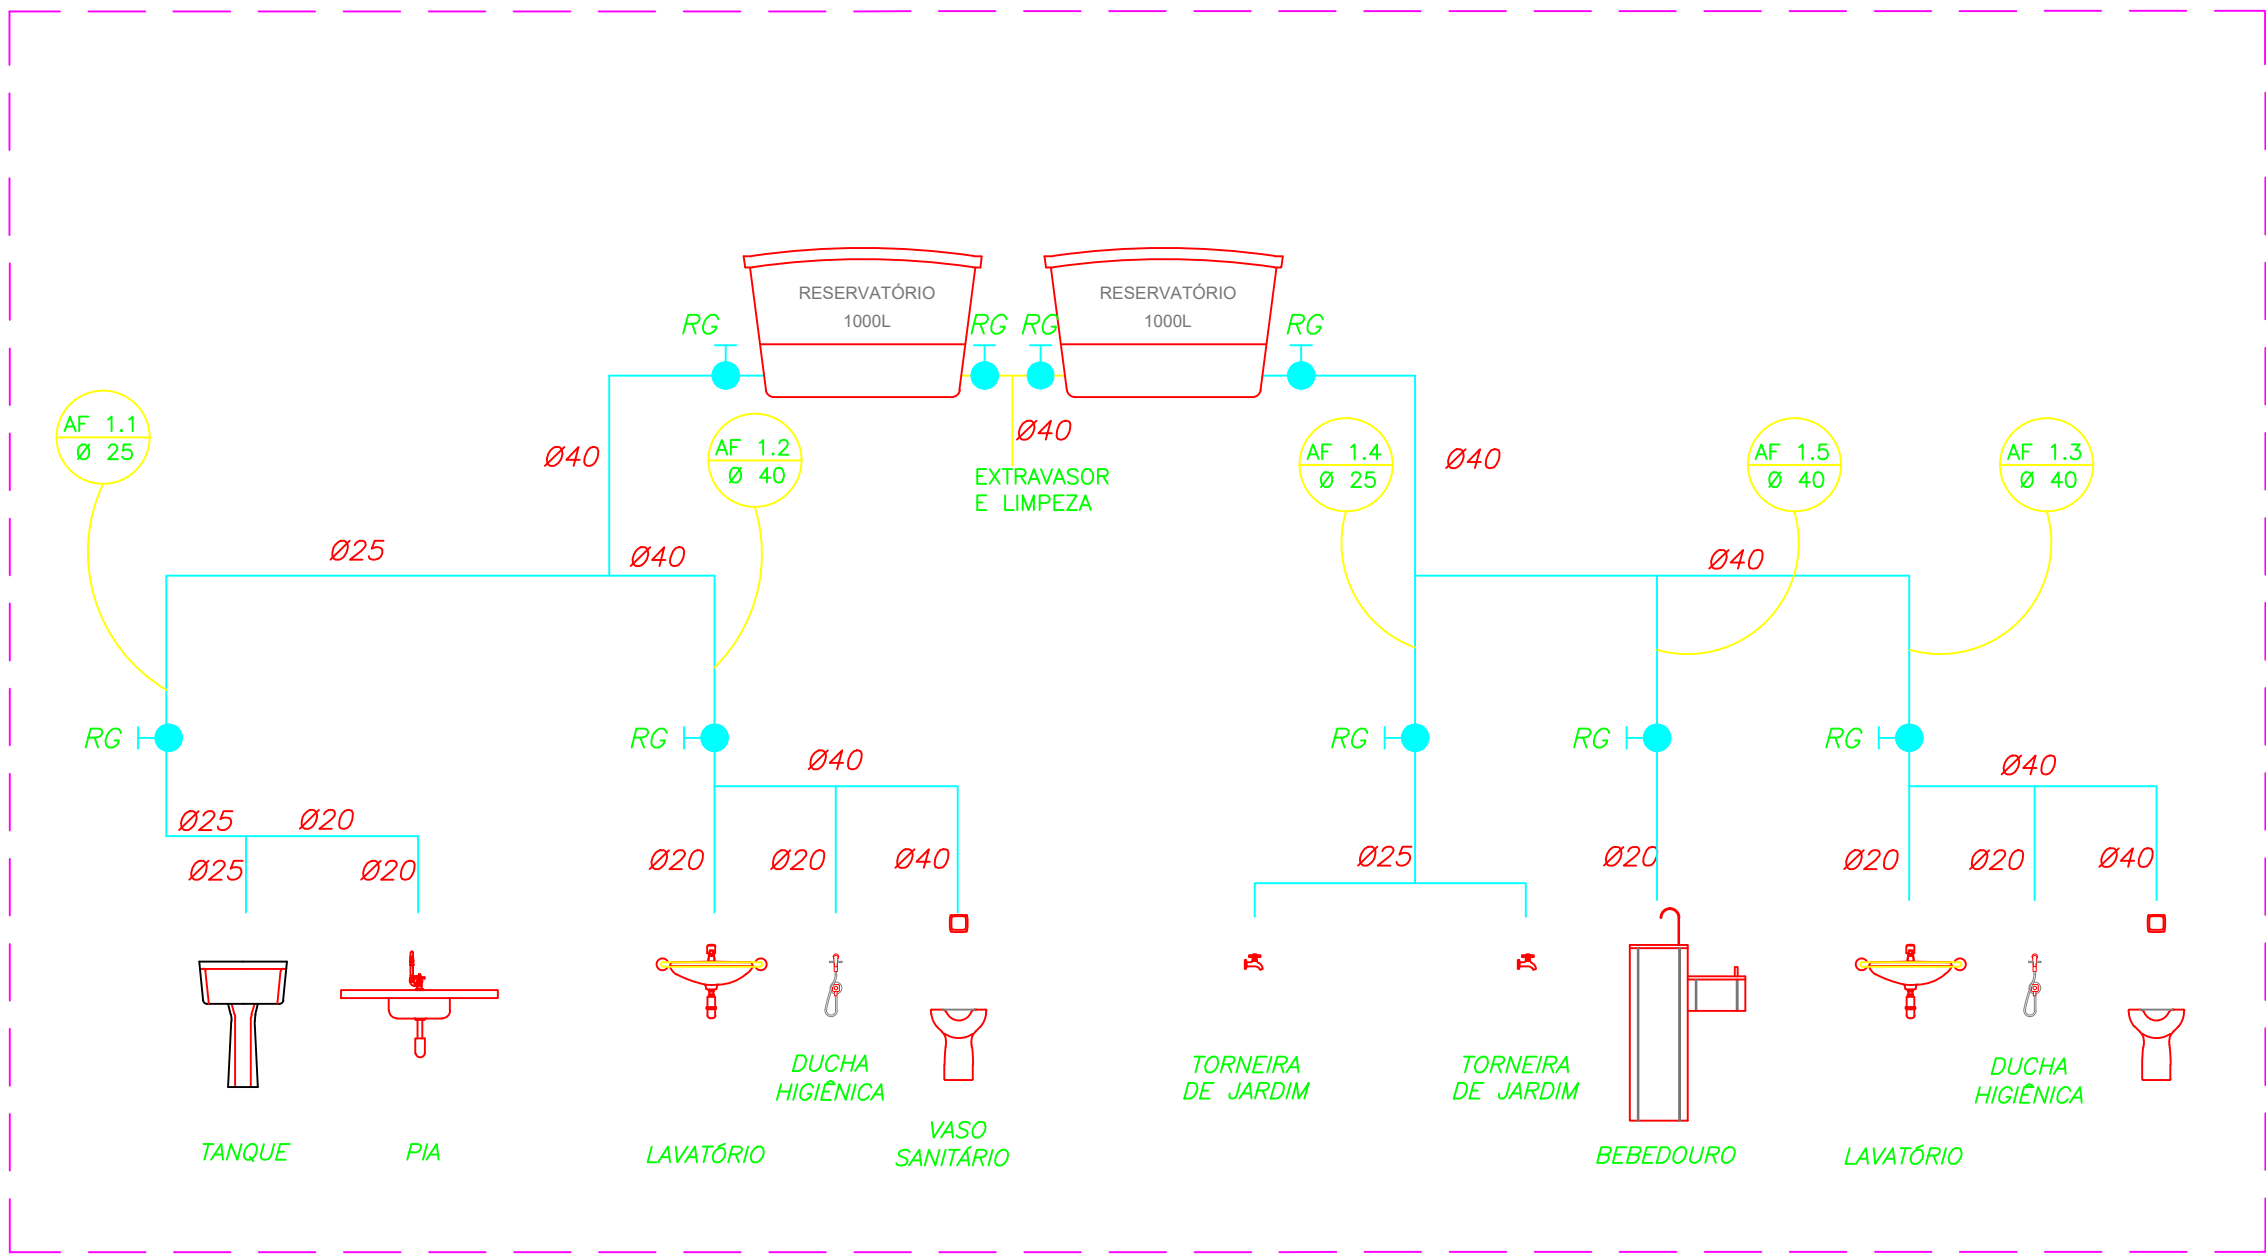 RESERVATÓRIO
1000L
RESERVATÓRIO
1000L
RG
RG
RG
RG
AF 1.1
Ø 25
AF 1.2
Ø 40
AF 1.4
Ø 25
AF 1.5
Ø 40
AF 1.3
Ø 40
Ø40
Ø40
Ø40
EXTRAVASOR
E LIMPEZA
Ø25
Ø40
Ø40
RG
RG
RG
RG
RG
Ø40
Ø40
Ø25
Ø20
Ø25
Ø20
Ø20
Ø20
Ø40
Ø25
Ø20
Ø20
Ø20
Ø40
TANQUE
PIA
LAVATÓRIO
DUCHA
HIGIÊNICA
VASO
SANITÁRIO
TORNEIRA
DE JARDIM
TORNEIRA
DE JARDIM
BEBEDOURO
LAVATÓRIO
DUCHA
HIGIÊNICA